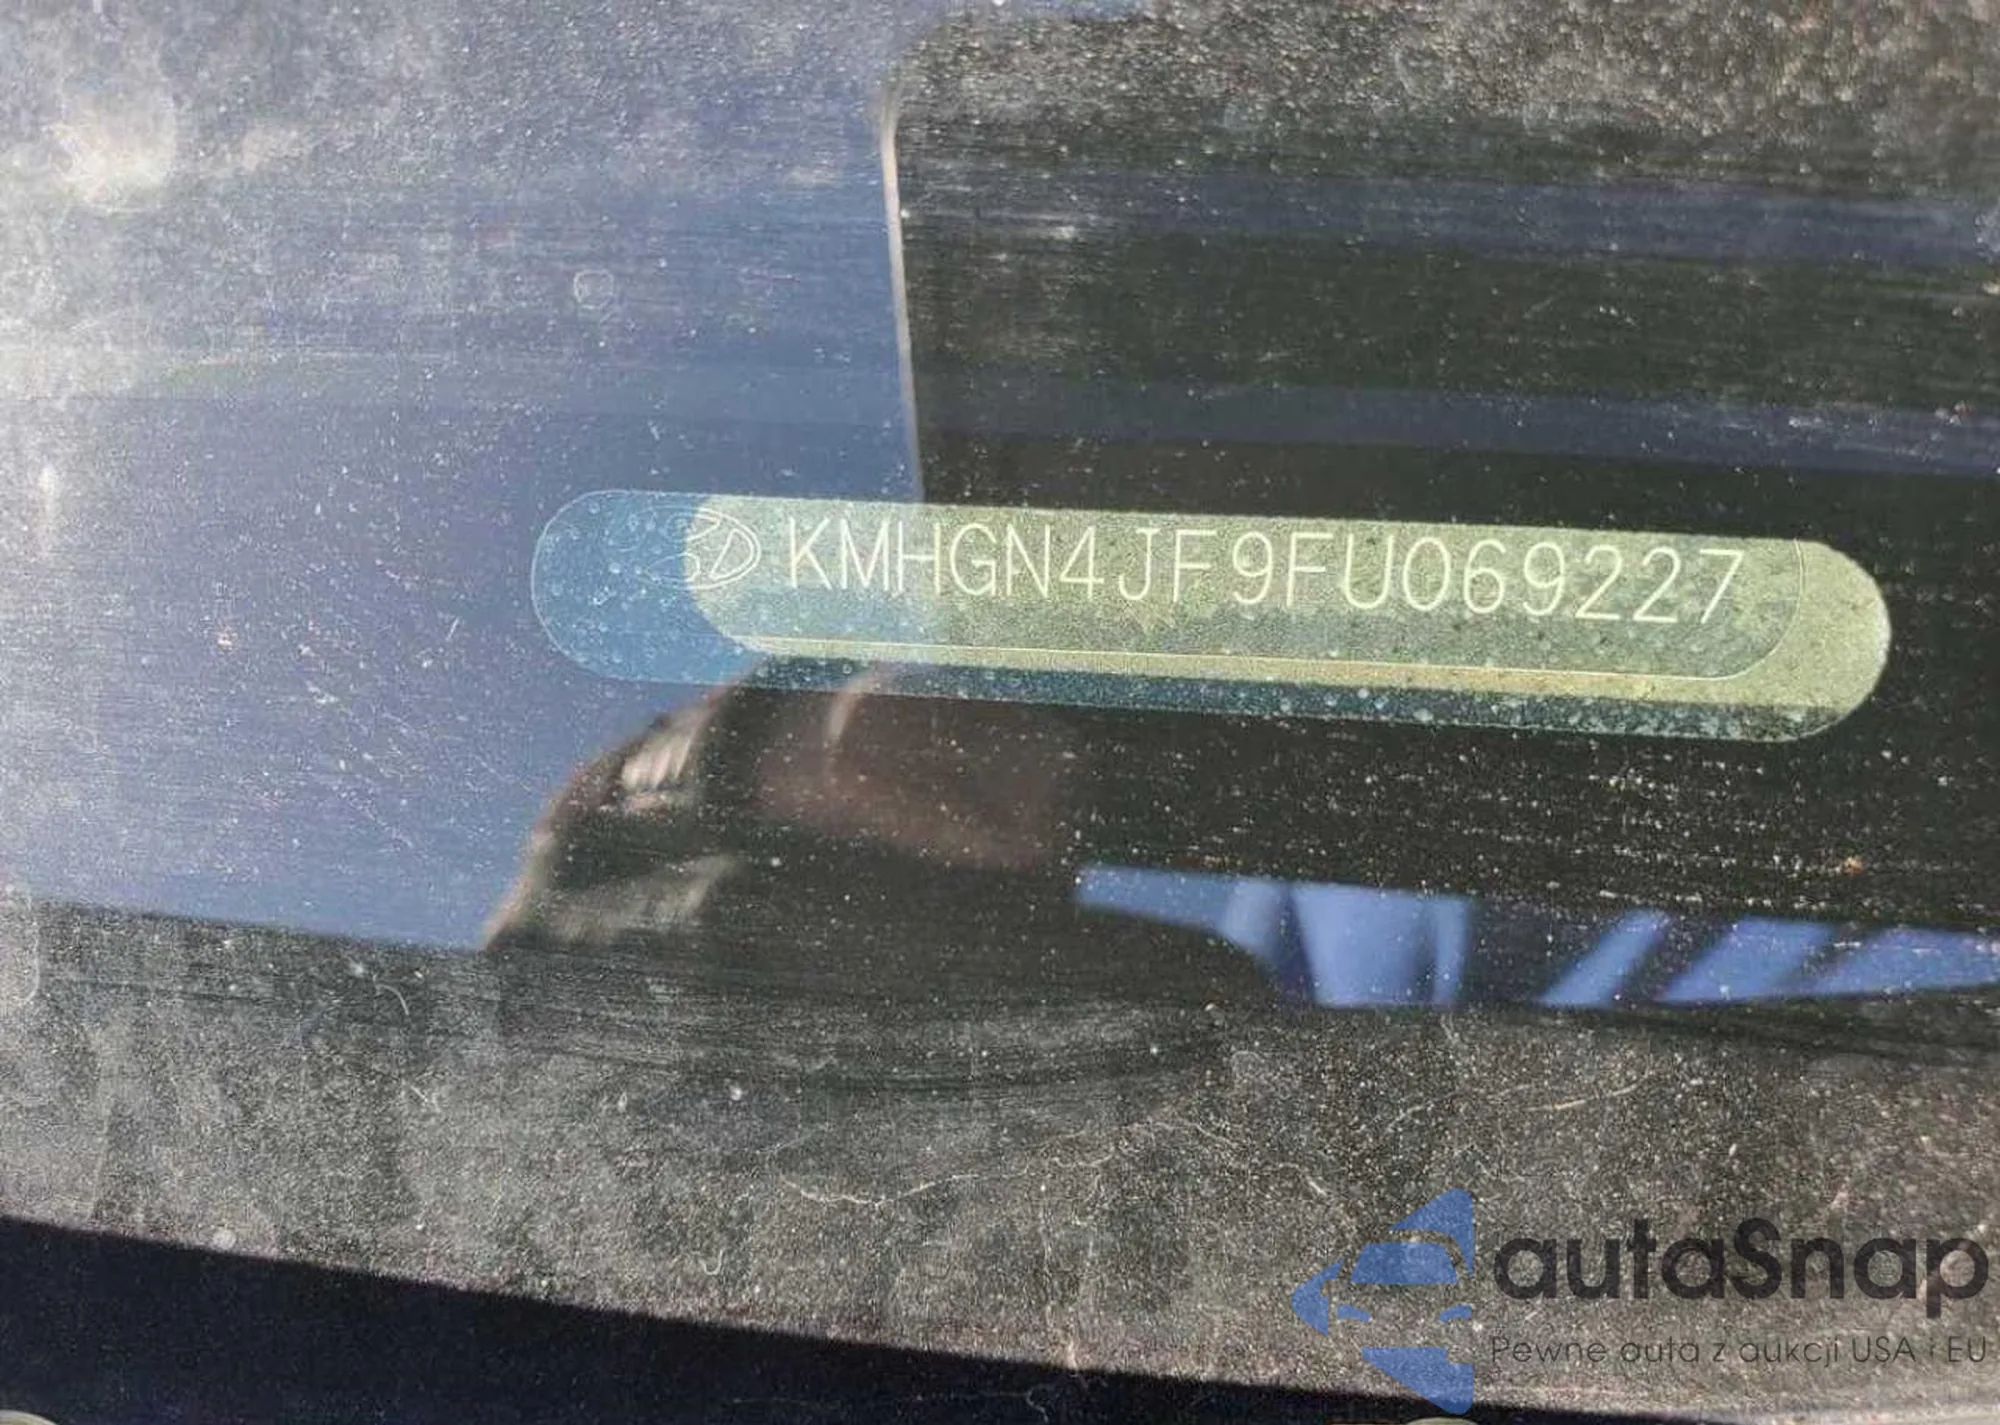 KMHGN4JF9FU069227
autaSnap
Pewne auta z aukcji USA i EU